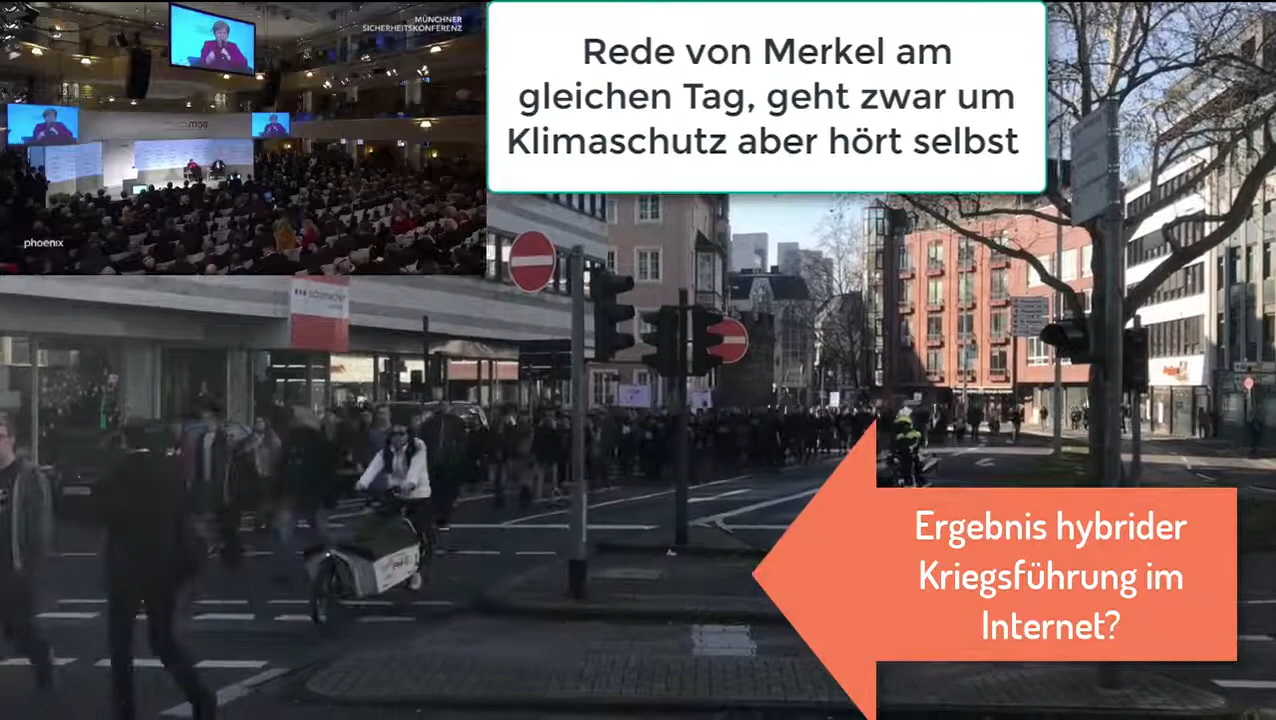 MÜNCHNER
SICHERHEITSKONFERENZ
Rede von Merkel am
gleichen Tag, geht zwar um
Klimaschutz aber hört selbst
phoenix
schumacher
Ergebnis hybrider
Kriegsführung im
Internet?